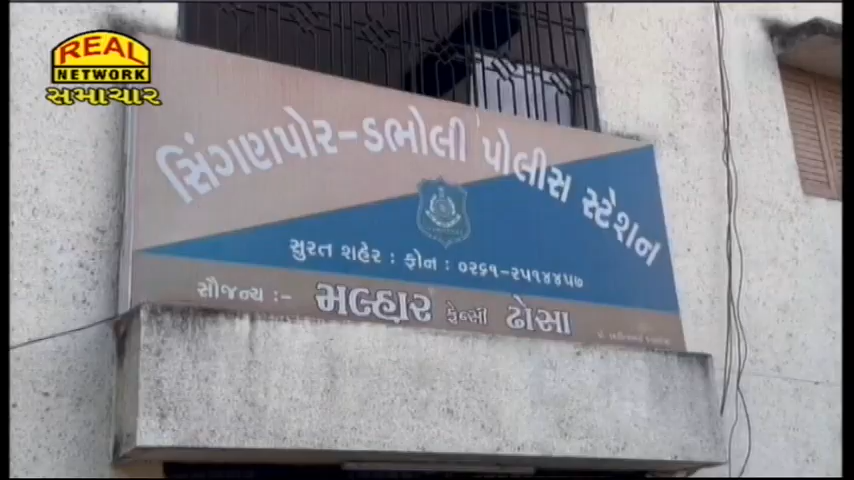 REAL
NETWORK
સમાચાર
સિંગણપોર-ડભોલી પોલીસ સ્ટેશન
સુરત શહેર : ફોન : ૦૨૬૧-૨૫૧૪૪૫૭
સૌજન્ય :- મલ્હાર ફેન્સી ઢોસા